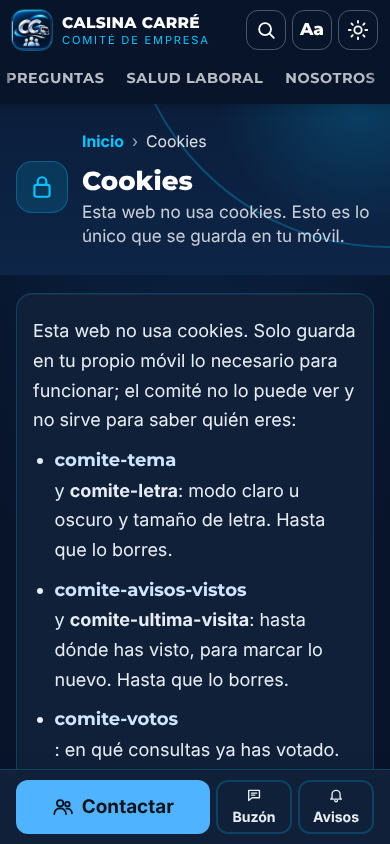 CALSINA CARRÉ
COMITÉ DE EMPRESA
Aa
PREGUNTAS SALUD LABORAL NOSOTROS
Inicio › Cookies
Cookies
Esta web no usa cookies. Esto es lo
único que se guarda en tu móvil.
Esta web no usa cookies. Solo guarda
en tu propio móvil lo necesario para
funcionar; el comité no lo puede ver y
no sirve para saber quién eres:
• comite-tema
y comite-letra: modo claro u
oscuro y tamaño de letra. Hasta
que lo borres.
• comite-avisos-vistos
y comite-ultima-visita: hasta
dónde has visto, para marcar lo
nuevo. Hasta que lo borres.
• comite-votos
: en qué consultas ya has votado.
Contactar
Buzón
Avisos